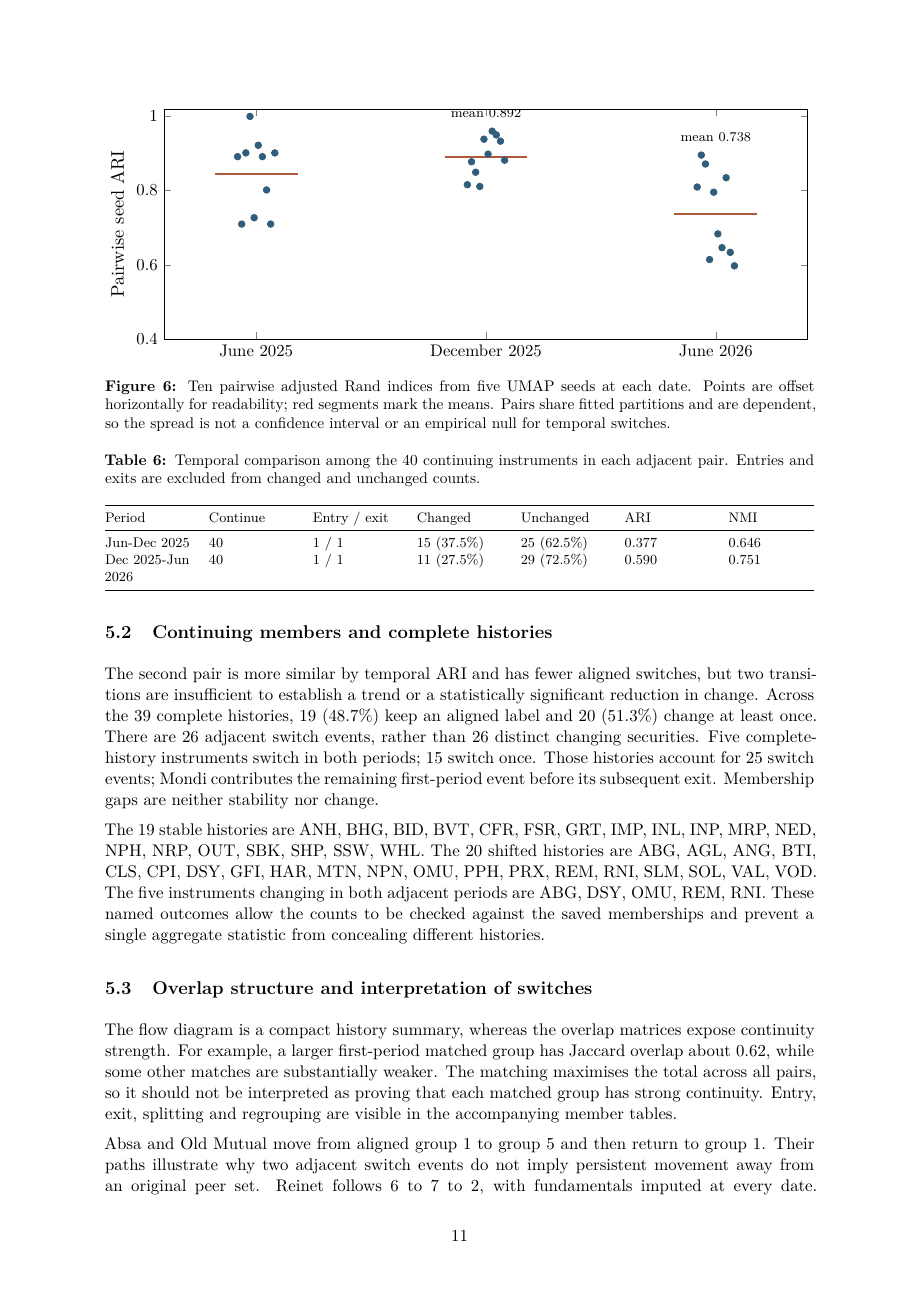 mean 0.892
mean 0.738
1
0.8
0.6
0.4
Pairwise seed ARI
June 2025 December 2025 June 2026
Figure 6: Ten pairwise adjusted Rand indices from five UMAP seeds at each date. Points are offset
horizontally for readability; red segments mark the means. Pairs share fitted partitions and are dependent,
so the spread is not a confidence interval or an empirical null for temporal switches.
Table 6: Temporal comparison among the 40 continuing instruments in each adjacent pair. Entries and
exits are excluded from changed and unchanged counts.
Period Continue Entry / exit Changed Unchanged ARI NMI
Jun-Dec 2025 40 1 / 1 15 (37.5%) 25 (62.5%) 0.377 0.646
Dec 2025-Jun 40 1 / 1 11 (27.5%) 29 (72.5%) 0.590 0.751
2026
5.2 Continuing members and complete histories
The second pair is more similar by temporal ARI and has fewer aligned switches, but two transi-
tions are insufficient to establish a trend or a statistically significant reduction in change. Across
the 39 complete histories, 19 (48.7%) keep an aligned label and 20 (51.3%) change at least once.
There are 26 adjacent switch events, rather than 26 distinct changing securities. Five complete-
history instruments switch in both periods; 15 switch once. Those histories account for 25 switch
events; Mondi contributes the remaining first-period event before its subsequent exit. Membership
gaps are neither stability nor change.
The 19 stable histories are ANH, BHG, BID, BVT, CFR, FSR, GRT, IMP, INL, INP, MRP, NED,
NPH, NRP, OUT, SBK, SHP, SSW, WHL. The 20 shifted histories are ABG, AGL, ANG, BTI,
CLS, CPI, DSY, GFI, HAR, MTN, NPN, OMU, PPH, PRX, REM, RNI, SLM, SOL, VAL, VOD.
The five instruments changing in both adjacent periods are ABG, DSY, OMU, REM, RNI. These
named outcomes allow the counts to be checked against the saved memberships and prevent a
single aggregate statistic from concealing different histories.
5.3 Overlap structure and interpretation of switches
The flow diagram is a compact history summary, whereas the overlap matrices expose continuity
strength. For example, a larger first-period matched group has Jaccard overlap about 0.62, while
some other matches are substantially weaker. The matching maximises the total across all pairs,
so it should not be interpreted as proving that each matched group has strong continuity. Entry,
exit, splitting and regrouping are visible in the accompanying member tables.
Absa and Old Mutual move from aligned group 1 to group 5 and then return to group 1. Their
paths illustrate why two adjacent switch events do not imply persistent movement away from
an original peer set. Reinet follows 6 to 7 to 2, with fundamentals imputed at every date.
11